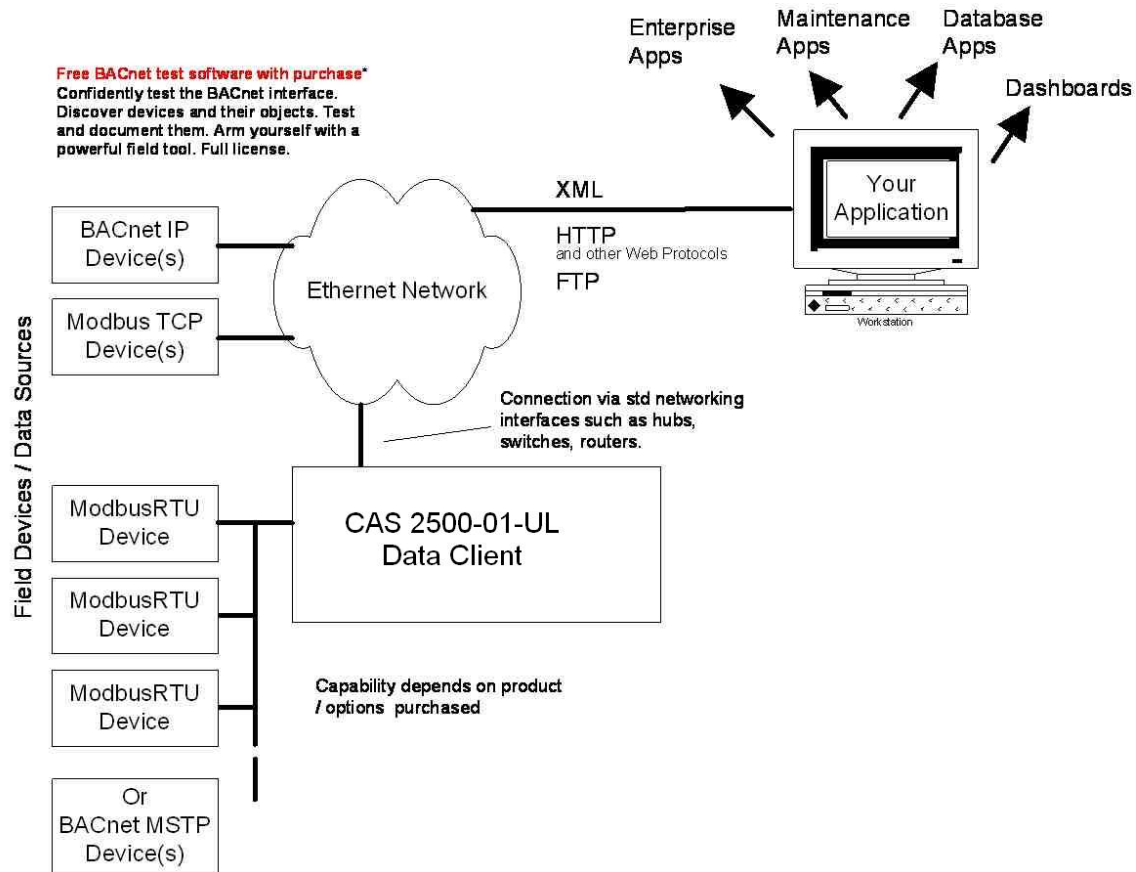 Enterprise
Apps
Maintenance
Apps
Database
Apps
Dashboards
Free BACnet test software with purchase*
Confidently test the BACnet interface.
Discover devices and their objects. Test
and document them. Arm yourself with a
powerful field tool. Full license.
XML
HTTP
and other Web Protocols
FTP
Your
Application
Workstation
BACnet IP
Device(s)
Ethernet Network
Modbus TCP
Device(s)
Field Devices / Data Sources
Connection via std networking
interfaces such as hubs,
switches, routers.
CAS 2500-01-UL
Data Client
ModbusRTU
Device
ModbusRTU
Device
ModbusRTU
Device
Capability depends on product
/ options purchased
Or
BACnet MSTP
Device(s)